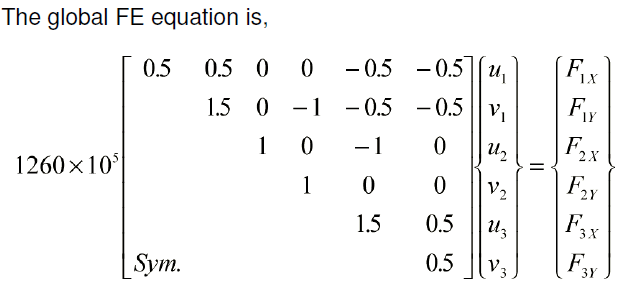 The global FE equation is,
0.5 0.5 0 0 −0.5 −0.5 u₁ F₁X
1.5 0 −1 −0.5 −0.5 v₁ F₁Y
1 0 −1 0 u₂ F₂X
1260×10⁵ =
1 0 0 v₂ F₂Y
1.5 0.5 u₃ F₃X
Sym. 0.5 v₃ F₃Y